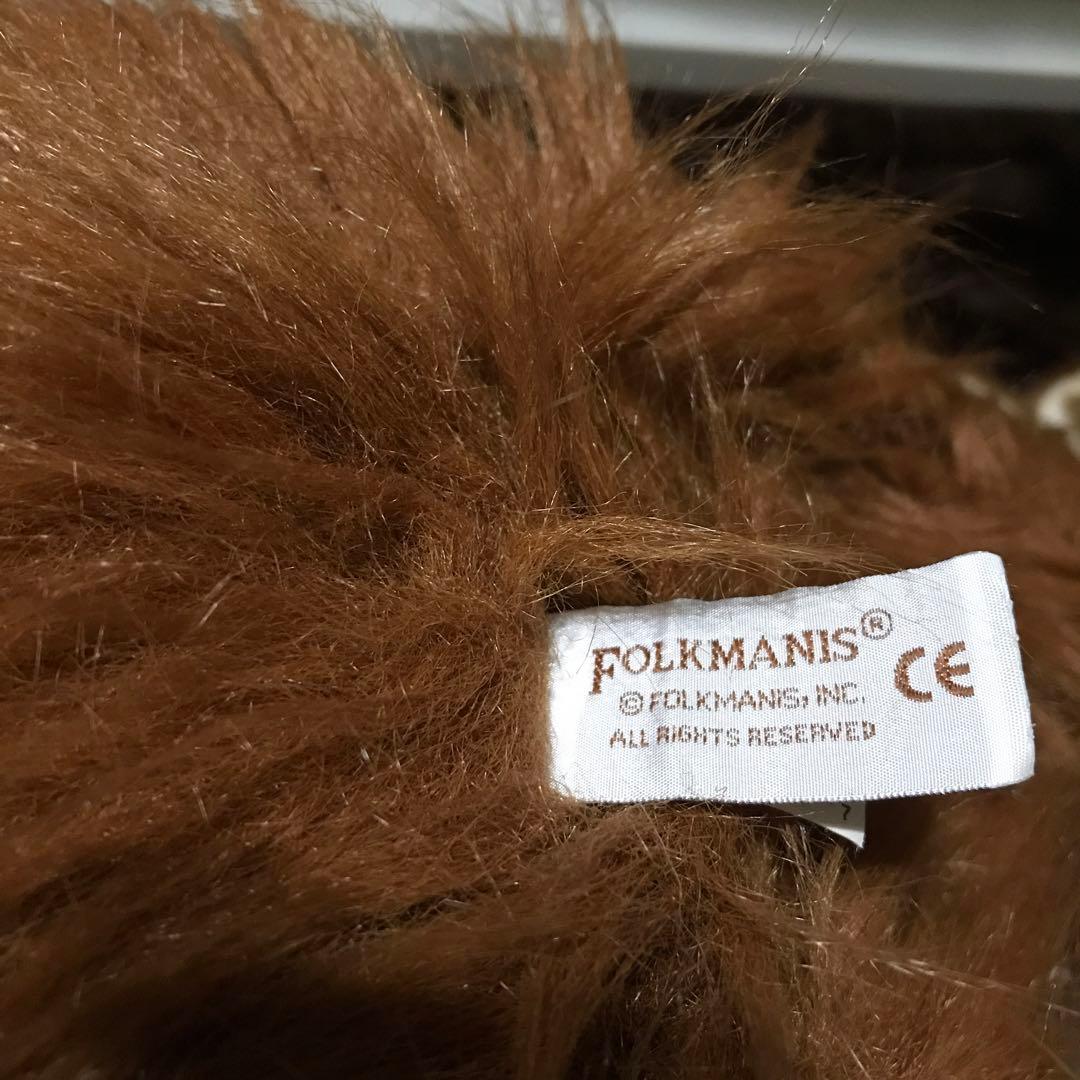 FOLKMANIS®
CE
© FOLKMANIS, INC.
ALL RIGHTS RESERVED